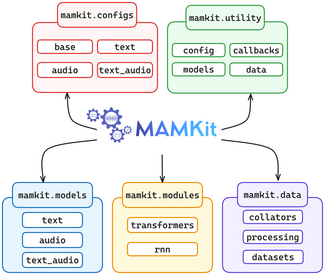 mamkit.configs
base
text
audio
text_audio
mamkit.utility
config
callbacks
models
data
MAMKit
mamkit.models
text
audio
text_audio
mamkit.modules
transformers
rnn
mamkit.data
collators
processing
datasets